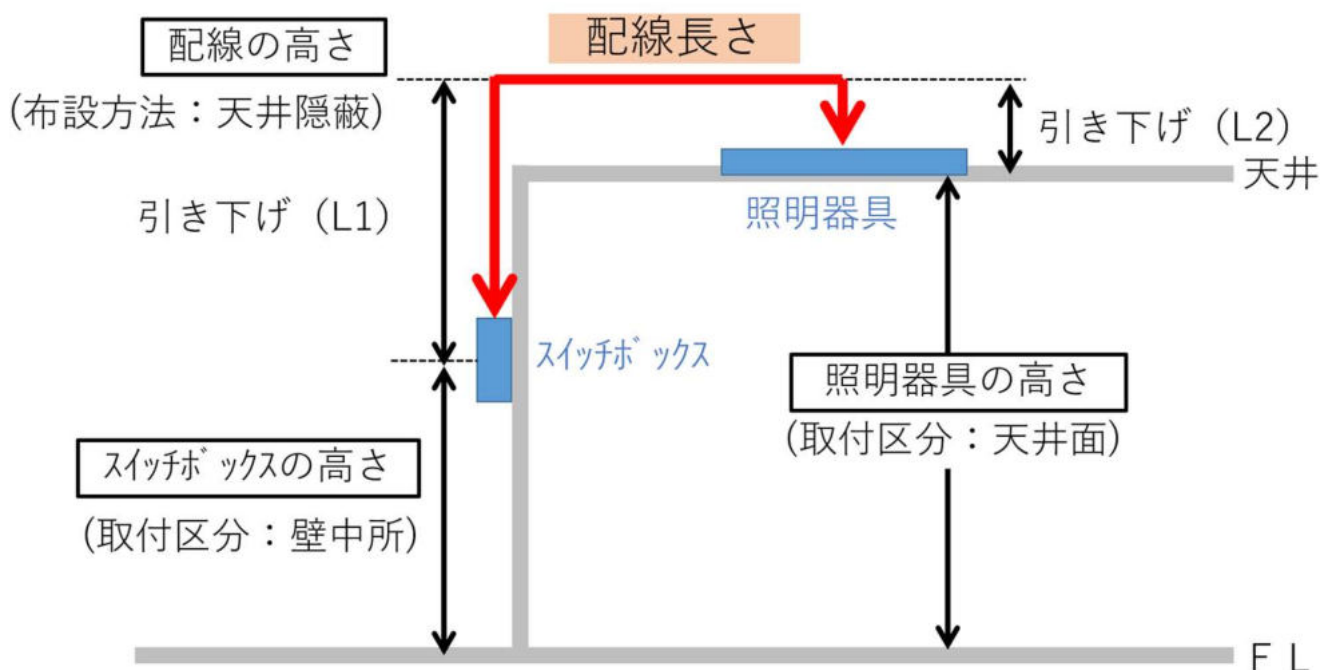 配線の高さ
配線長さ
(布設方法：天井隠蔽)
引き下げ（L2）
天井
引き下げ（L1）
照明器具
ｽｲｯﾁﾎﾞｯｸｽ
照明器具の高さ
(取付区分：天井面)
ｽｲｯﾁﾎﾞｯｸｽの高さ
(取付区分：壁中所)
ＦＬ